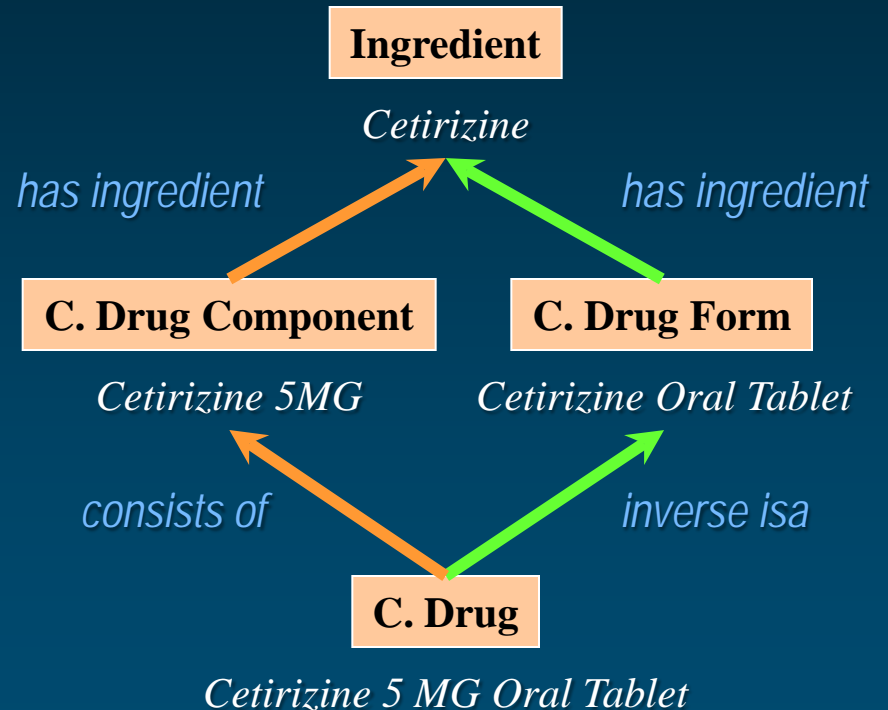 Ingredient
Cetirizine
has ingredient
has ingredient
C. Drug Component
C. Drug Form
Cetirizine 5MG
Cetirizine Oral Tablet
consists of
inverse isa
C. Drug
Cetirizine 5 MG Oral Tablet